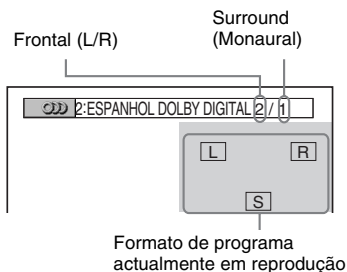 Surround
(Monaural)
Frontal (L/R)
2:ESPANHOL DOLBY DIGITAL 2 / 1
L R
S
Formato de programa
actualmente em reprodução